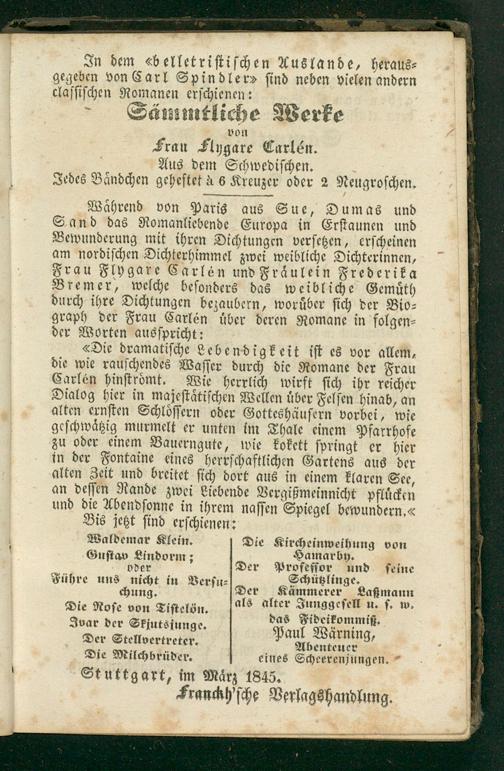 In dem «belletristischen Auslande, heraus-
gegeben von Carl Spindler» sind neben vielen andern
classischen Romanen erschienen:
Sämmtliche Werke
von
Frau Flygare Carlén.
Aus dem Schwedischen.
Jedes Bändchen geheftet à 6 Kreuzer oder 2 Neugroschen.
Während von Paris aus Sue, Dumas und
Sand das Romanliebende Europa in Erstaunen und
Bewunderung mit ihren Dichtungen versetzen, erscheinen
am nordischen Dichterhimmel zwei weibliche Dichterinnen,
Frau Flygare Carlén und Fräulein Frederika
Bremer, welche besonders das weibliche Gemüth
durch ihre Dichtungen bezaubern, worüber sich der Bio-
graph der Frau Carlén über deren Romane in folgen-
der Worten ausspricht:
«Die dramatische Lebendigkeit ist es vor allem,
die wie rauschendes Wasser durch die Romane der Frau
Carlén hinströmt. Wie herrlich wirft sich ihr reicher
Dialog hier in majestätischen Wellen über Felsen hinab, an
alten ernsten Schlössern oder Gotteshäusern vorbei, wie
geschwätzig murmelt er unten im Thale einem Pfarrhofe
zu oder einem Bauerngute, wie kokett springt er hier
in der Fontaine eines herrschaftlichen Gartens aus der
alten Zeit und breitet sich dort aus in einem klaren See,
an dessen Rande zwei Liebende Vergißmeinnicht pflücken
und die Abendsonne in ihrem nassen Spiegel bewundern.«
Bis jetzt sind erschienen:
Waldemar Klein.
Gustav Lindorm;
oder
Führe uns nicht in Versu-
chung.
Die Rose von Tistelön.
Ivar der Skjutsjunge.
Der Stellvertreter.
Die Milchbrüder.
Die Kircheinweihung von
Hamarby.
Der Professor und seine
Schützlinge.
Der Kämmerer Laßmann
als alter Junggesell u. s. w.
das Fideikommiß.
Paul Wärning,
Abenteuer
eines Scheerenjungen.
Stuttgart, im März 1845.
Franckh'sche Verlagshandlung.